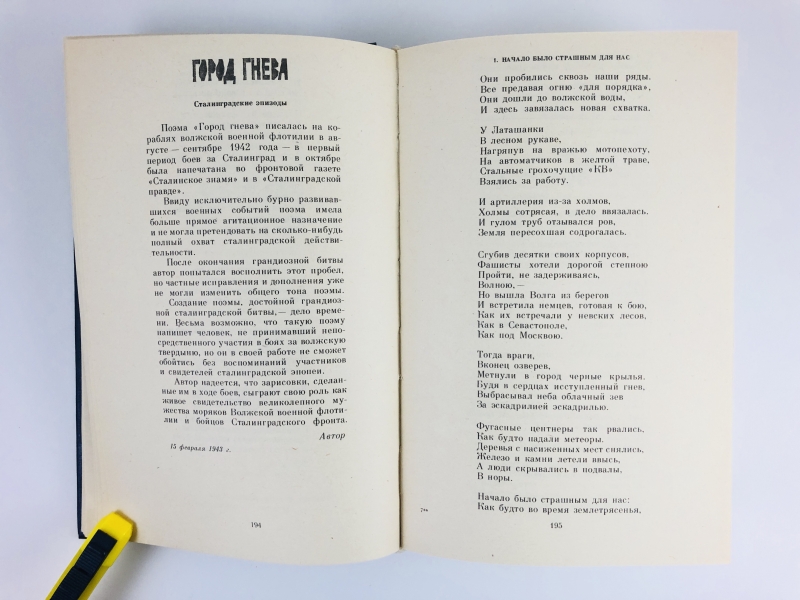 ГОРОД ГНЕВА
Сталинградские эпизоды
Поэма «Город гнева» писалась на ко-
раблях волжской военной флотилии в ав-
густе — сентябре 1942 года — в первый
период боев за Сталинград и в октябре
была напечатана во фронтовой газете
«Сталинское знамя» и в «Сталинградской
правде».
Ввиду исключительно бурно развивав-
шихся военных событий поэма имела
больше прямое агитационное назначение
и не могла претендовать на сколько-нибудь
полный охват сталинградской действи-
тельности.
После окончания грандиозной битвы
автор попытался восполнить этот пробел,
но частные исправления и дополнения уже
не могли изменить общего тона поэмы.
Создание поэмы, достойной грандиоз-
ной сталинградской битвы,— дело време-
ни. Весьма возможно, что такую поэму
напишет человек, не принимавший непо-
средственного участия в боях за волжскую
твердыню, но он в своей работе не сможет
обойтись без воспоминаний участников
и свидетелей сталинградской эпопеи.
Автор надеется, что зарисовки, сделан-
ные им в ходе боев, сыграют свою роль как
живое свидетельство великолепного му-
жества моряков Волжской военной флоти-
лии и бойцов Сталинградского фронта.
Автор
15 февраля 1943 г.
194
1. НАЧАЛО БЫЛО СТРАШНЫМ ДЛЯ НАС
Они пробились сквозь наши ряды.
Все предавая огню «для порядка»,
Они дошли до волжской воды,
И здесь завязалась новая схватка.
У Латашанки
В лесном рукаве,
Нагрянув на вражью мотопехоту,
На автоматчиков в желтой траве,
Стальные грохочущие «КВ»
Взялись за работу.
И артиллерия из-за холмов,
Холмы сотрясая, в дело ввязалась.
И гулом труб отзывался ров,
Земля пересохшая содрогалась.
Сгубив десятки своих корпусов,
Фашисты хотели дорогой степною
Пройти, не задерживаясь,
Волною,—
Но вышла Волга из берегов
И встретила немцев, готовая к бою,
Как их встречали у невских лесов,
Как в Севастополе,
Как под Москвою.
Тогда враги,
Вконец озверев,
Метнули в город черные крылья.
Будя в сердцах исступленный гнев,
Выбрасывал неба облачный зев
За эскадрилией эскадрилью.
Фугасные центнеры так рвались,
Как будто падали метеоры.
Деревья с насиженных мест снялись,
Железо и камни летели ввысь,
А люди скрывались в подвалы,
В норы.
Начало было страшным для нас:
Как будто во время землетрясенья,
7**
195